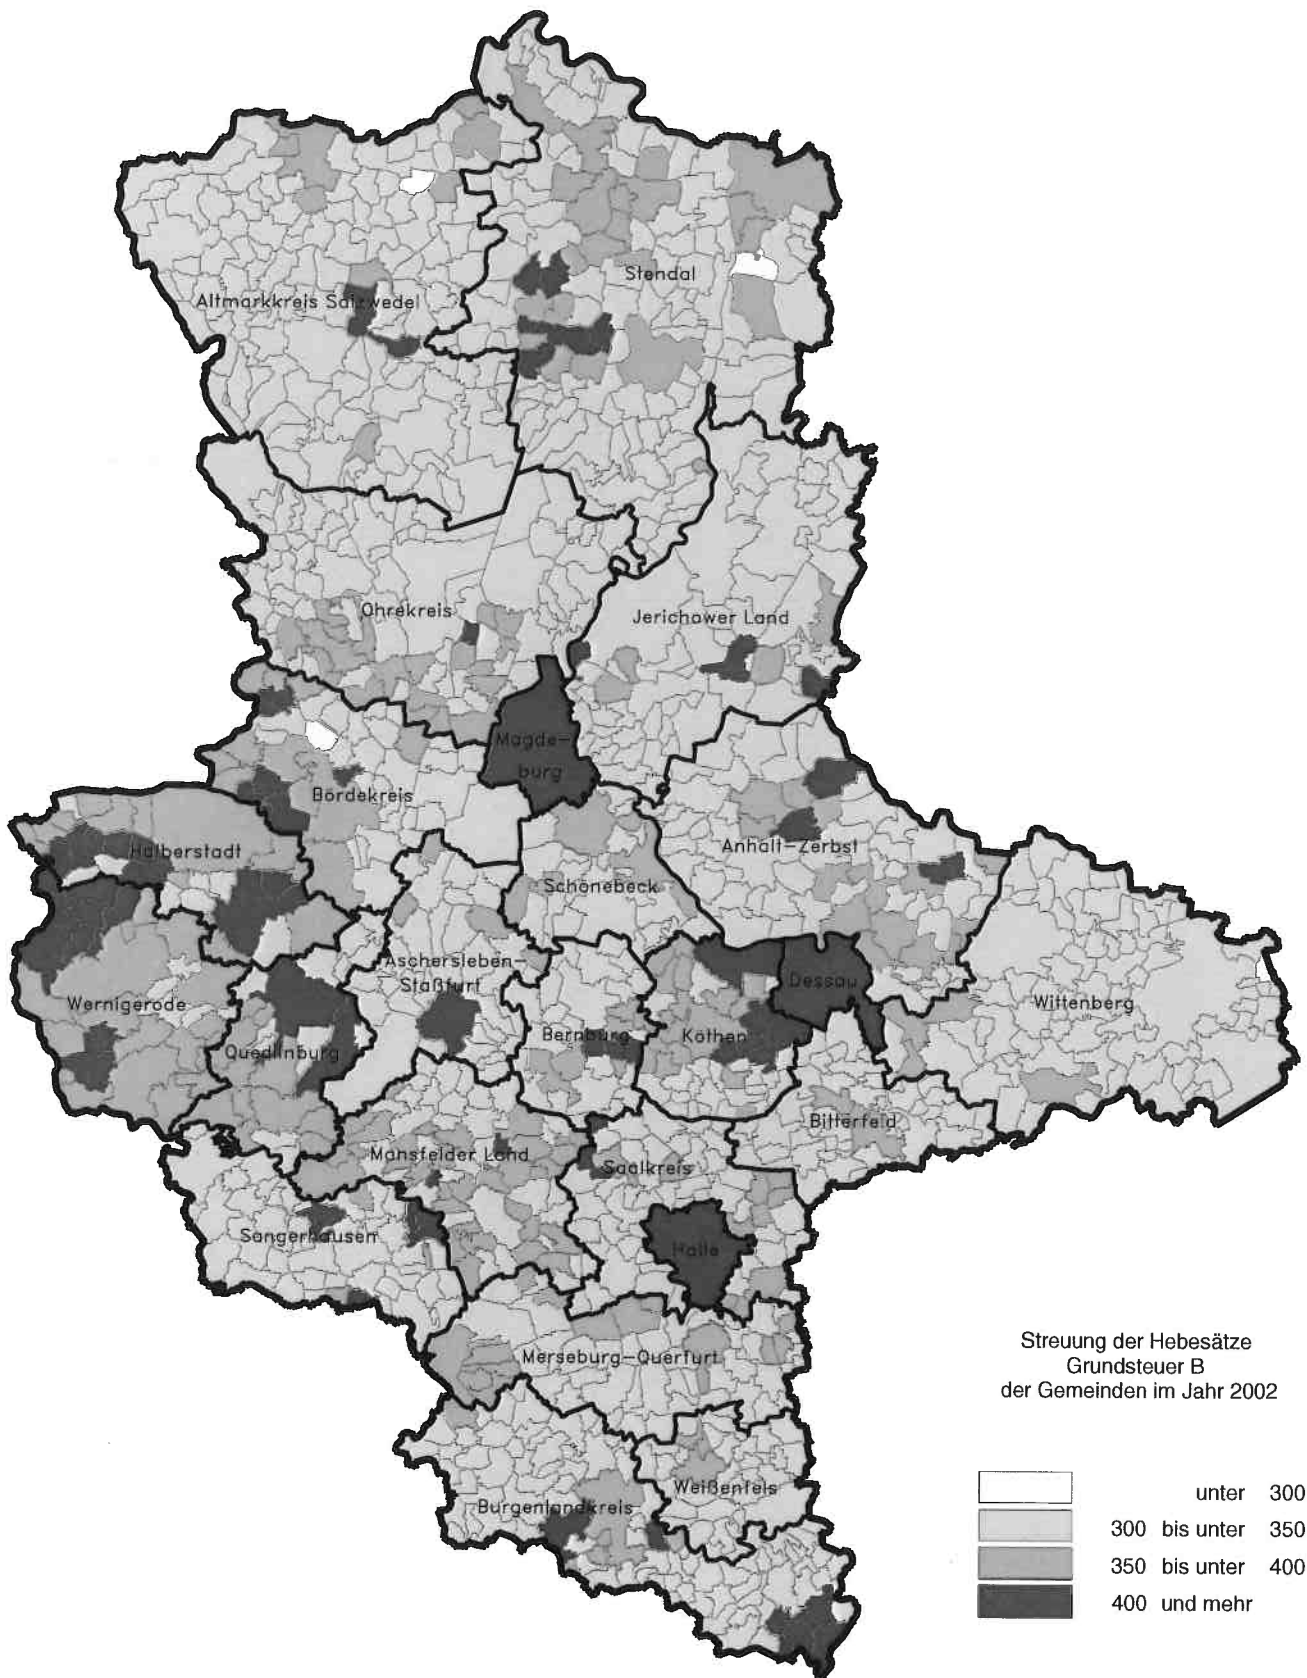 Stendal
Altmarkkreis Salzwedel
Ohrekreis
Jerichower Land
Magde-
burg
Bördekreis
Halberstadt
Anhalt-Zerbst
Schönebeck
Aschersleben-
Staßfurt
Dessau
Wernigerode
Wittenberg
Bernburg
Köthen
Quedlinburg
Bitterfeld
Mansfelder Land
Saalkreis
Sangerhausen
Halle
Merseburg-Querfurt
Weißenfels
Burgenlandkreis
Streuung der Hebesätze
Grundsteuer B
der Gemeinden im Jahr 2002
unter 300
300 bis unter 350
350 bis unter 400
400 und mehr